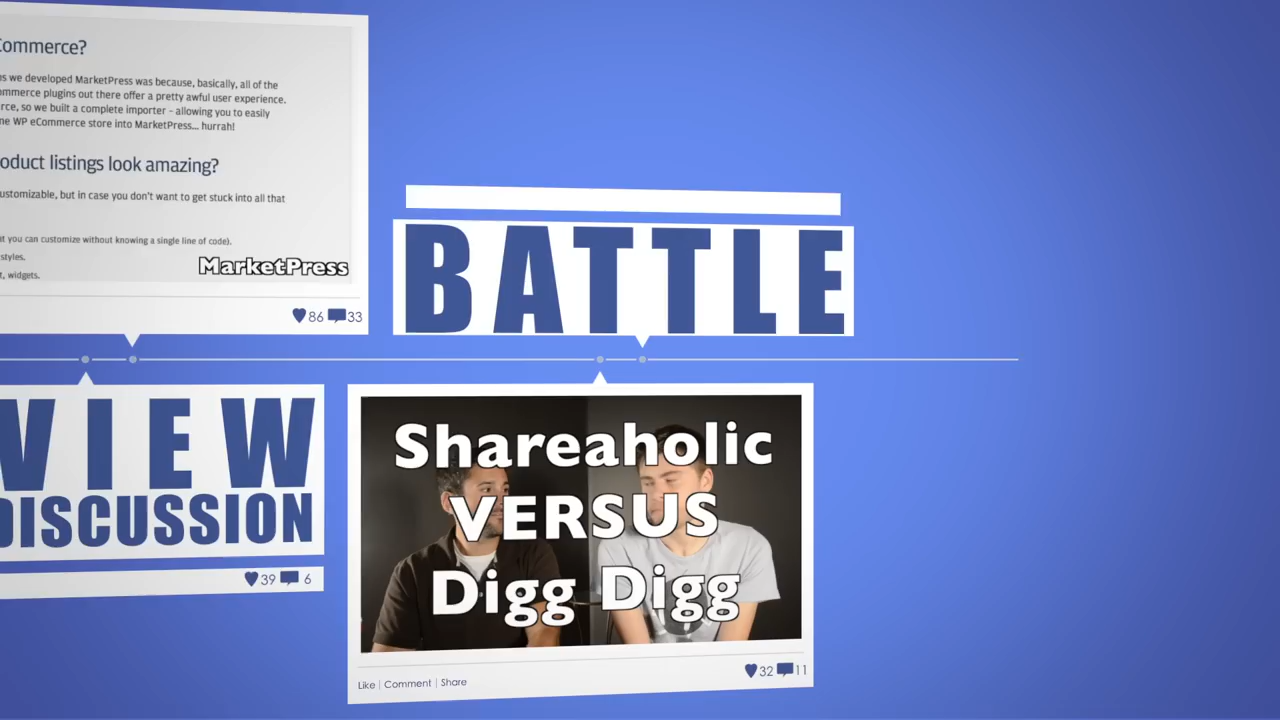 Commerce?
ns we developed MarketPress was because, basically, all of the
ommerce plugins out there offer a pretty awful user experience.
rce, so we built a complete importer - allowing you to easily
ne WP eCommerce store into MarketPress... hurrah!
oduct listings look amazing?
ustomizable, but in case you don't want to get stuck into all that
at you can customize without knowing a single line of code).
styles.
t, widgets.
MarketPress
86 33
BATTLE
VIEW
DISCUSSION
39 6
Shareaholic
VERSUS
Digg Digg
Like | Comment | Share
32 11